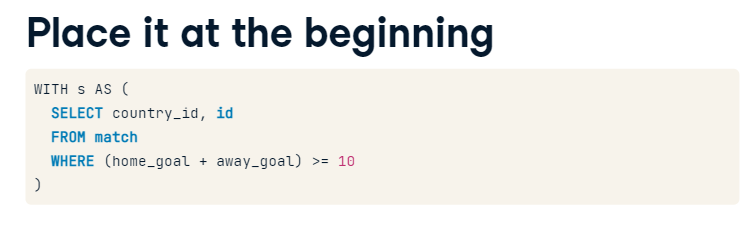 Place it at the beginning
WITH s AS (
SELECT country_id, id
FROM match
WHERE (home_goal + away_goal) >= 10
)